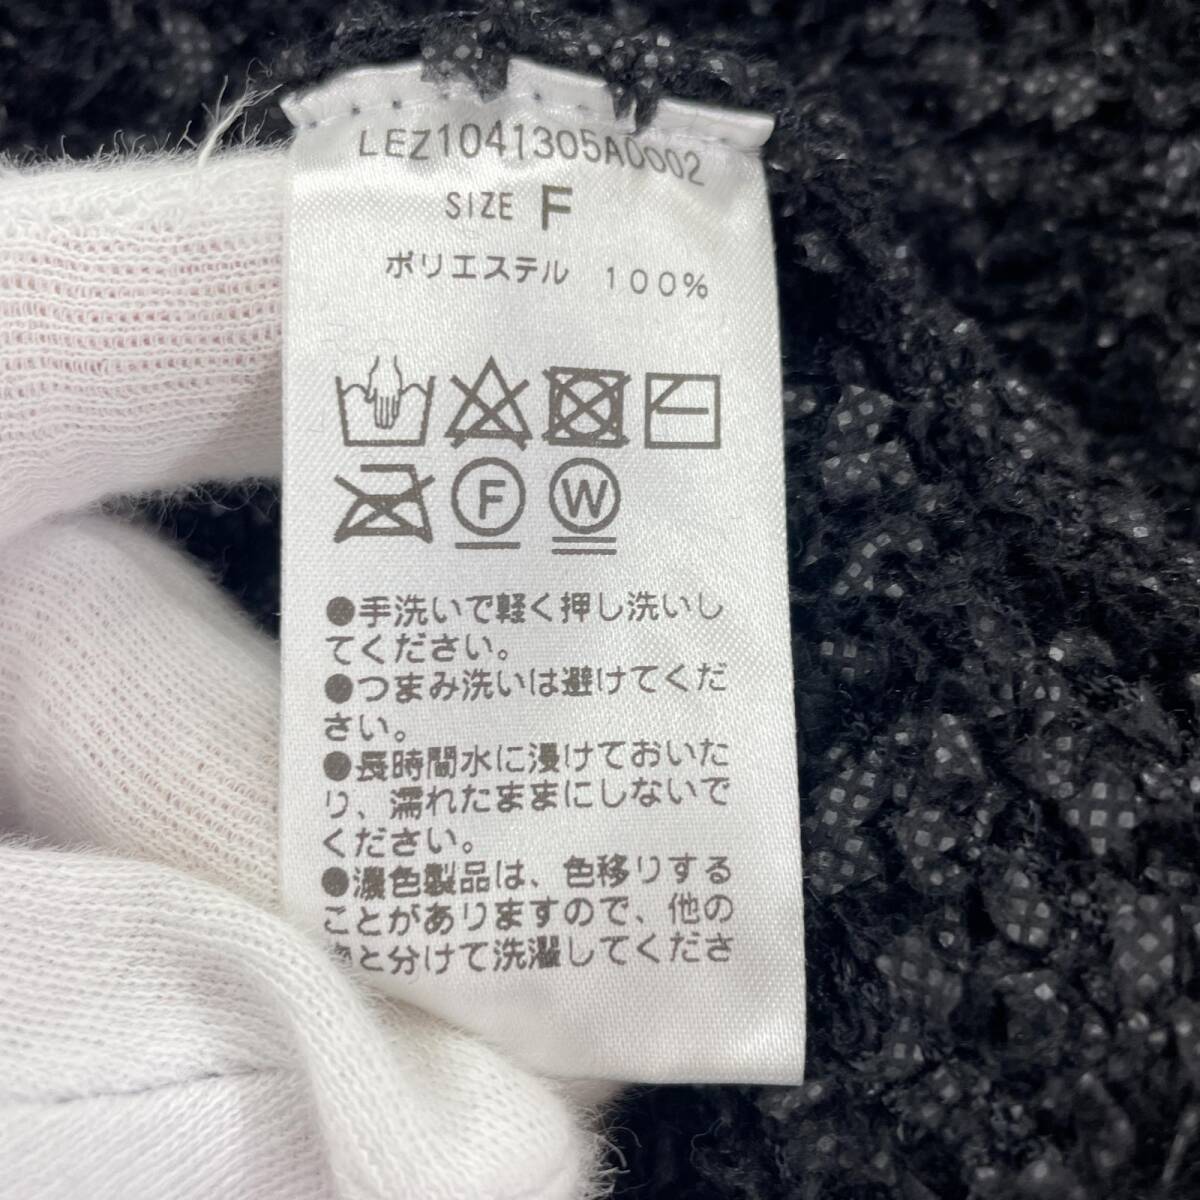 LEZ1041305A0002
SIZE F
ポリエステル 100%
F W
●手洗いで軽く押し洗いし
てください。
●つまみ洗いは避けてくだ
さい。
●長時間水に浸けておいた
り、濡れたままにしないで
ください。
●濃色製品は、色移りする
ことがありますので、他の
物と分けて洗濯してくださ